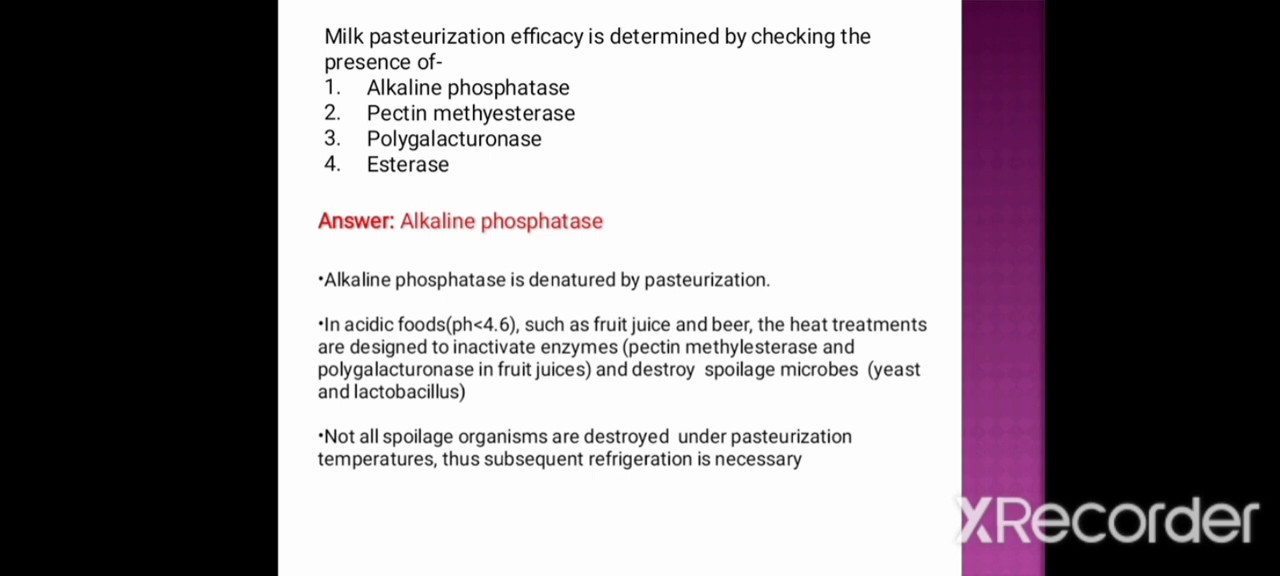 Milk pasteurization efficacy is determined by checking the
presence of-
1. Alkaline phosphatase
2. Pectin methyesterase
3. Polygalacturonase
4. Esterase
Answer: Alkaline phosphatase
•Alkaline phosphatase is denatured by pasteurization.
•In acidic foods(ph<4.6), such as fruit juice and beer, the heat treatments
are designed to inactivate enzymes (pectin methylesterase and
polygalacturonase in fruit juices) and destroy spoilage microbes (yeast
and lactobacillus)
•Not all spoilage organisms are destroyed under pasteurization
temperatures, thus subsequent refrigeration is necessary
XRecorder